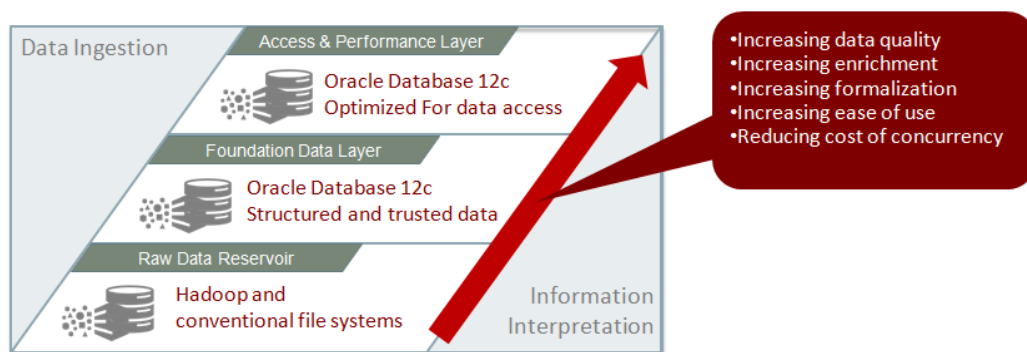 Data Ingestion
Access & Performance Layer
Oracle Database 12c
Optimized For data access
Foundation Data Layer
Oracle Database 12c
Structured and trusted data
Raw Data Reservoir
Hadoop and
conventional file systems
Information
Interpretation
•Increasing data quality
•Increasing enrichment
•Increasing formalization
•Increasing ease of use
•Reducing cost of concurrency